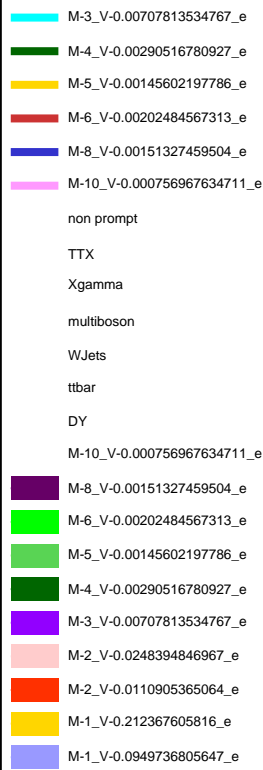 M-3_V-0.00707813534767_e
M-4_V-0.00290516780927_e
M-5_V-0.00145602197786_e
M-6_V-0.00202484567313_e
M-8_V-0.00151327459504_e
M-10_V-0.000756967634711_e
non prompt
TTX
Xgamma
multiboson
WJets
ttbar
DY
M-10_V-0.000756967634711_e
M-8_V-0.00151327459504_e
M-6_V-0.00202484567313_e
M-5_V-0.00145602197786_e
M-4_V-0.00290516780927_e
M-3_V-0.00707813534767_e
M-2_V-0.0248394846967_e
M-2_V-0.0110905365064_e
M-1_V-0.212367605816_e
M-1_V-0.0949736805647_e